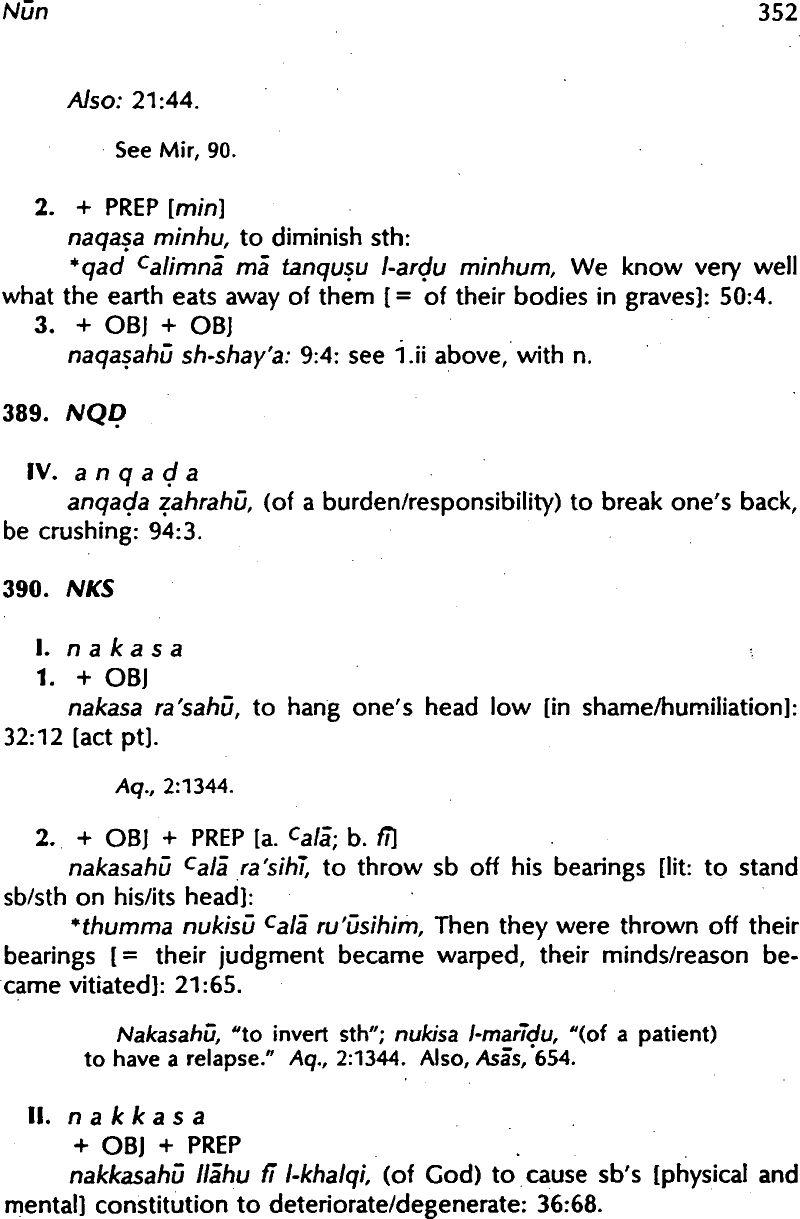 Nūn 352
Also: 21:44.
See Mir, 90.
2. + PREP [min]
naqaṣa minhu, to diminish sth:
*qad ᶜalimnā mā tanquṣu l-arḍu minhum, We know very well
what the earth eats away of them [= of their bodies in graves]: 50:4.
3. + OBJ + OBJ
naqaṣahū sh-shay'a: 9:4: see 1.ii above, with n.
389. NQḌ
IV. a n q a ḍ a
anqaḍa ẓahrahū, (of a burden/responsibility) to break one's back,
be crushing: 94:3.
390. NKS
I. n a k a s a
1. + OBJ
nakasa ra'sahū, to hang one's head low [in shame/humiliation]:
32:12 [act pt].
Aq., 2:1344.
2. + OBJ + PREP [a. ᶜalā; b. fī]
nakasahū ᶜalā ra'sihī, to throw sb off his bearings [lit: to stand
sb/sth on his/its head]:
*thumma nukisū ᶜalā ru'ūsihim, Then they were thrown off their
bearings [= their judgment became warped, their minds/reason be-
came vitiated]: 21:65.
Nakasahū, "to invert sth"; nukisa l-marīḍu, "(of a patient)
to have a relapse." Aq., 2:1344. Also, Asās, 654.
II. n a k k a s a
+ OBJ + PREP
nakkasahū llāhu fī l-khalqi, (of God) to cause sb's [physical and
mental] constitution to deteriorate/degenerate: 36:68.